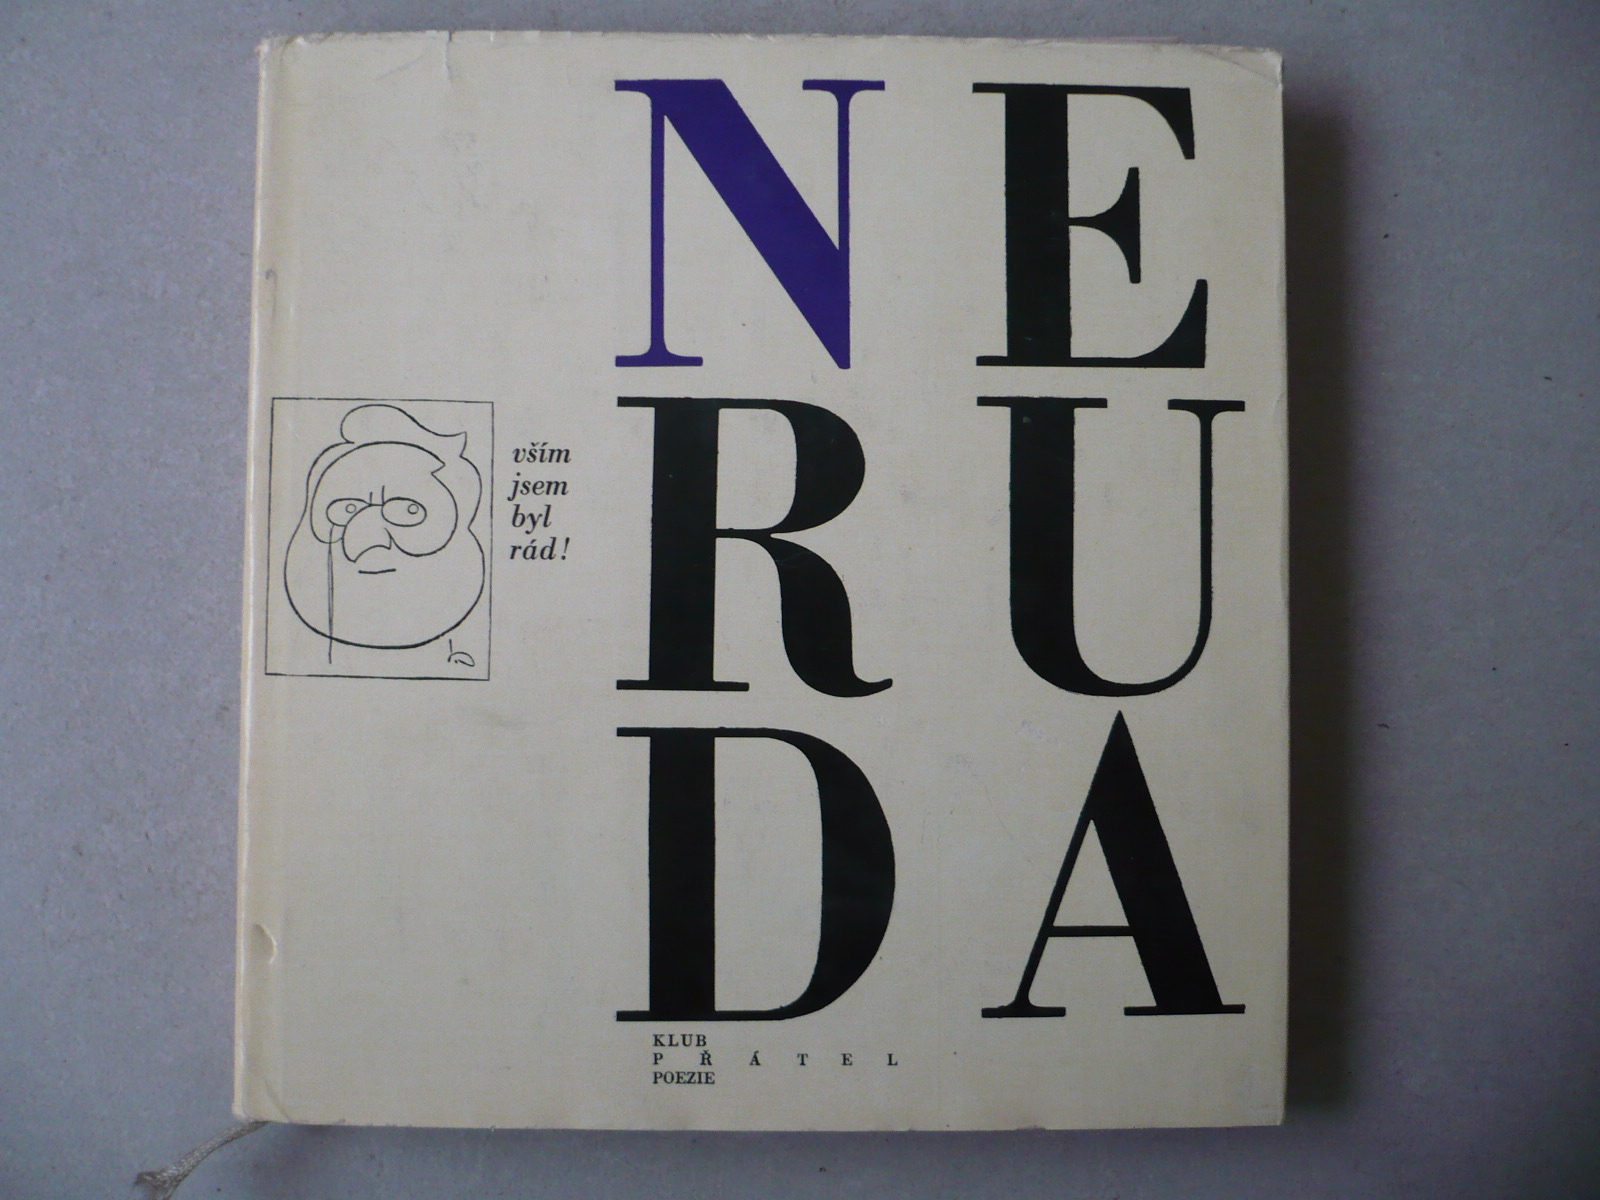 NE
RU
DA
vším
jsem
byl
rád!
KLUB
PŘÁTEL
POEZIE